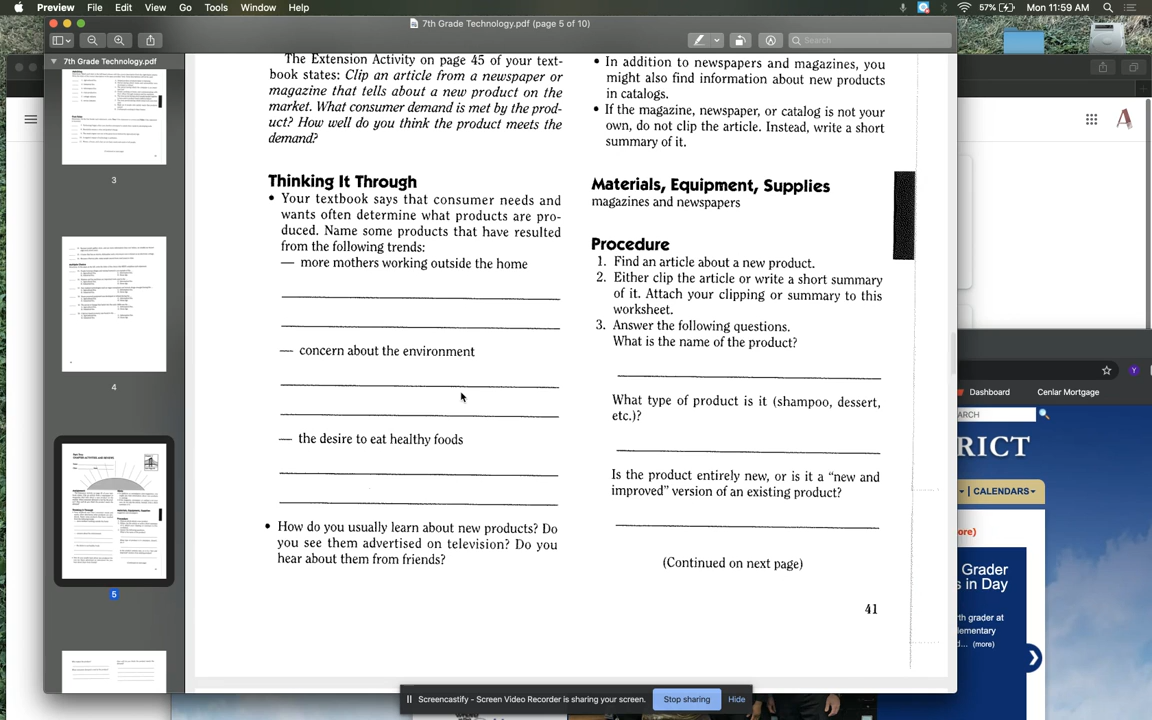 Preview File Edit View Go Tools Window Help
57% Mon 11:59 AM
7th Grade Technology.pdf (page 5 of 10)
Search
7th Grade Technology.pdf
3
4
5
The Extension Activity on page 45 of your text-
book states: Clip an article from a newspaper or
magazine that tells about a new product on the
market. What consumer demand is met by the prod-
uct? How well do you think the product meets the
demand?
Thinking It Through
• Your textbook says that consumer needs and
wants often determine what products are pro-
duced. Name some products that have resulted
from the following trends:
— more mothers working outside the home
— concern about the environment
— the desire to eat healthy foods
• How do you usually learn about new products? Do
you see them advertised on television? Do you
hear about them from friends?
• In addition to newspapers and magazines, you
might also find information about new products
in catalogs.
• If the magazine, newspaper, or catalog is not your
own, do not clip the article. Instead, write a short
summary of it.
Materials, Equipment, Supplies
magazines and newspapers
Procedure
1. Find an article about a new product.
2. Either clip the article or write a short summary
of it. Attach your clipping or summary to this
worksheet.
3. Answer the following questions.
What is the name of the product?
What type of product is it (shampoo, dessert,
etc.)?
Is the product entirely new, or is it a "new and
improved" version of an existing product?
(Continued on next page)
41
Dashboard Cenlar Mortgage
ARCH
RICT
| CALENDARS
ore)
Grader
s in Day
th grader at
lementary
d... (more)
Screencastify - Screen Video Recorder is sharing your screen. Stop sharing Hide